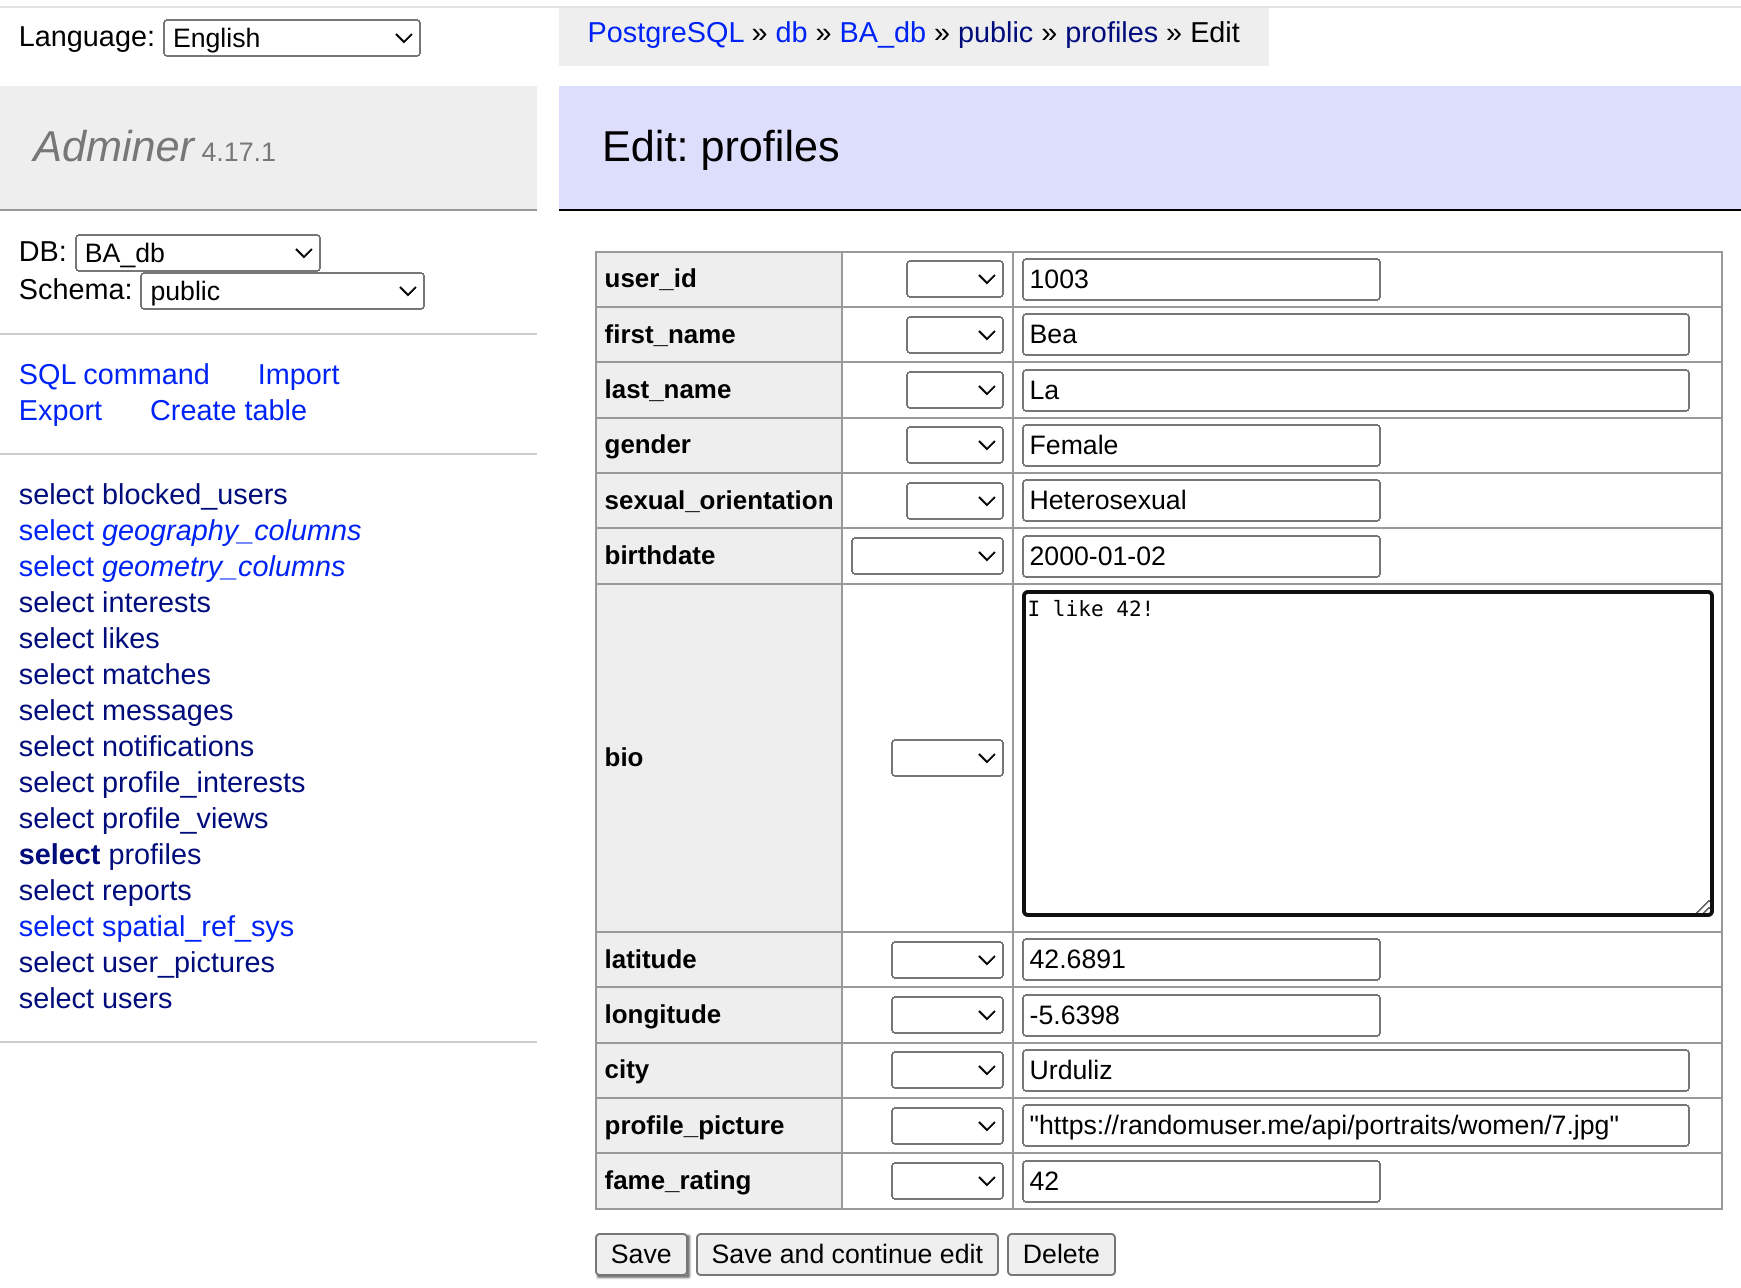 Language: English
PostgreSQL » db » BA_db » public » profiles » Edit
Adminer 4.17.1
Edit: profiles
DB: BA_db
Schema: public
SQL command Import
Export Create table
select blocked_users
select geography_columns
select geometry_columns
select interests
select likes
select matches
select messages
select notifications
select profile_interests
select profile_views
select profiles
select reports
select spatial_ref_sys
select user_pictures
select users
user_id 1003
first_name Bea
last_name La
gender Female
sexual_orientation Heterosexual
birthdate 2000-01-02
bio I like 42!
latitude 42.6891
longitude -5.6398
city Urduliz
profile_picture "https://randomuser.me/api/portraits/women/7.jpg"
fame_rating 42
Save Save and continue edit Delete